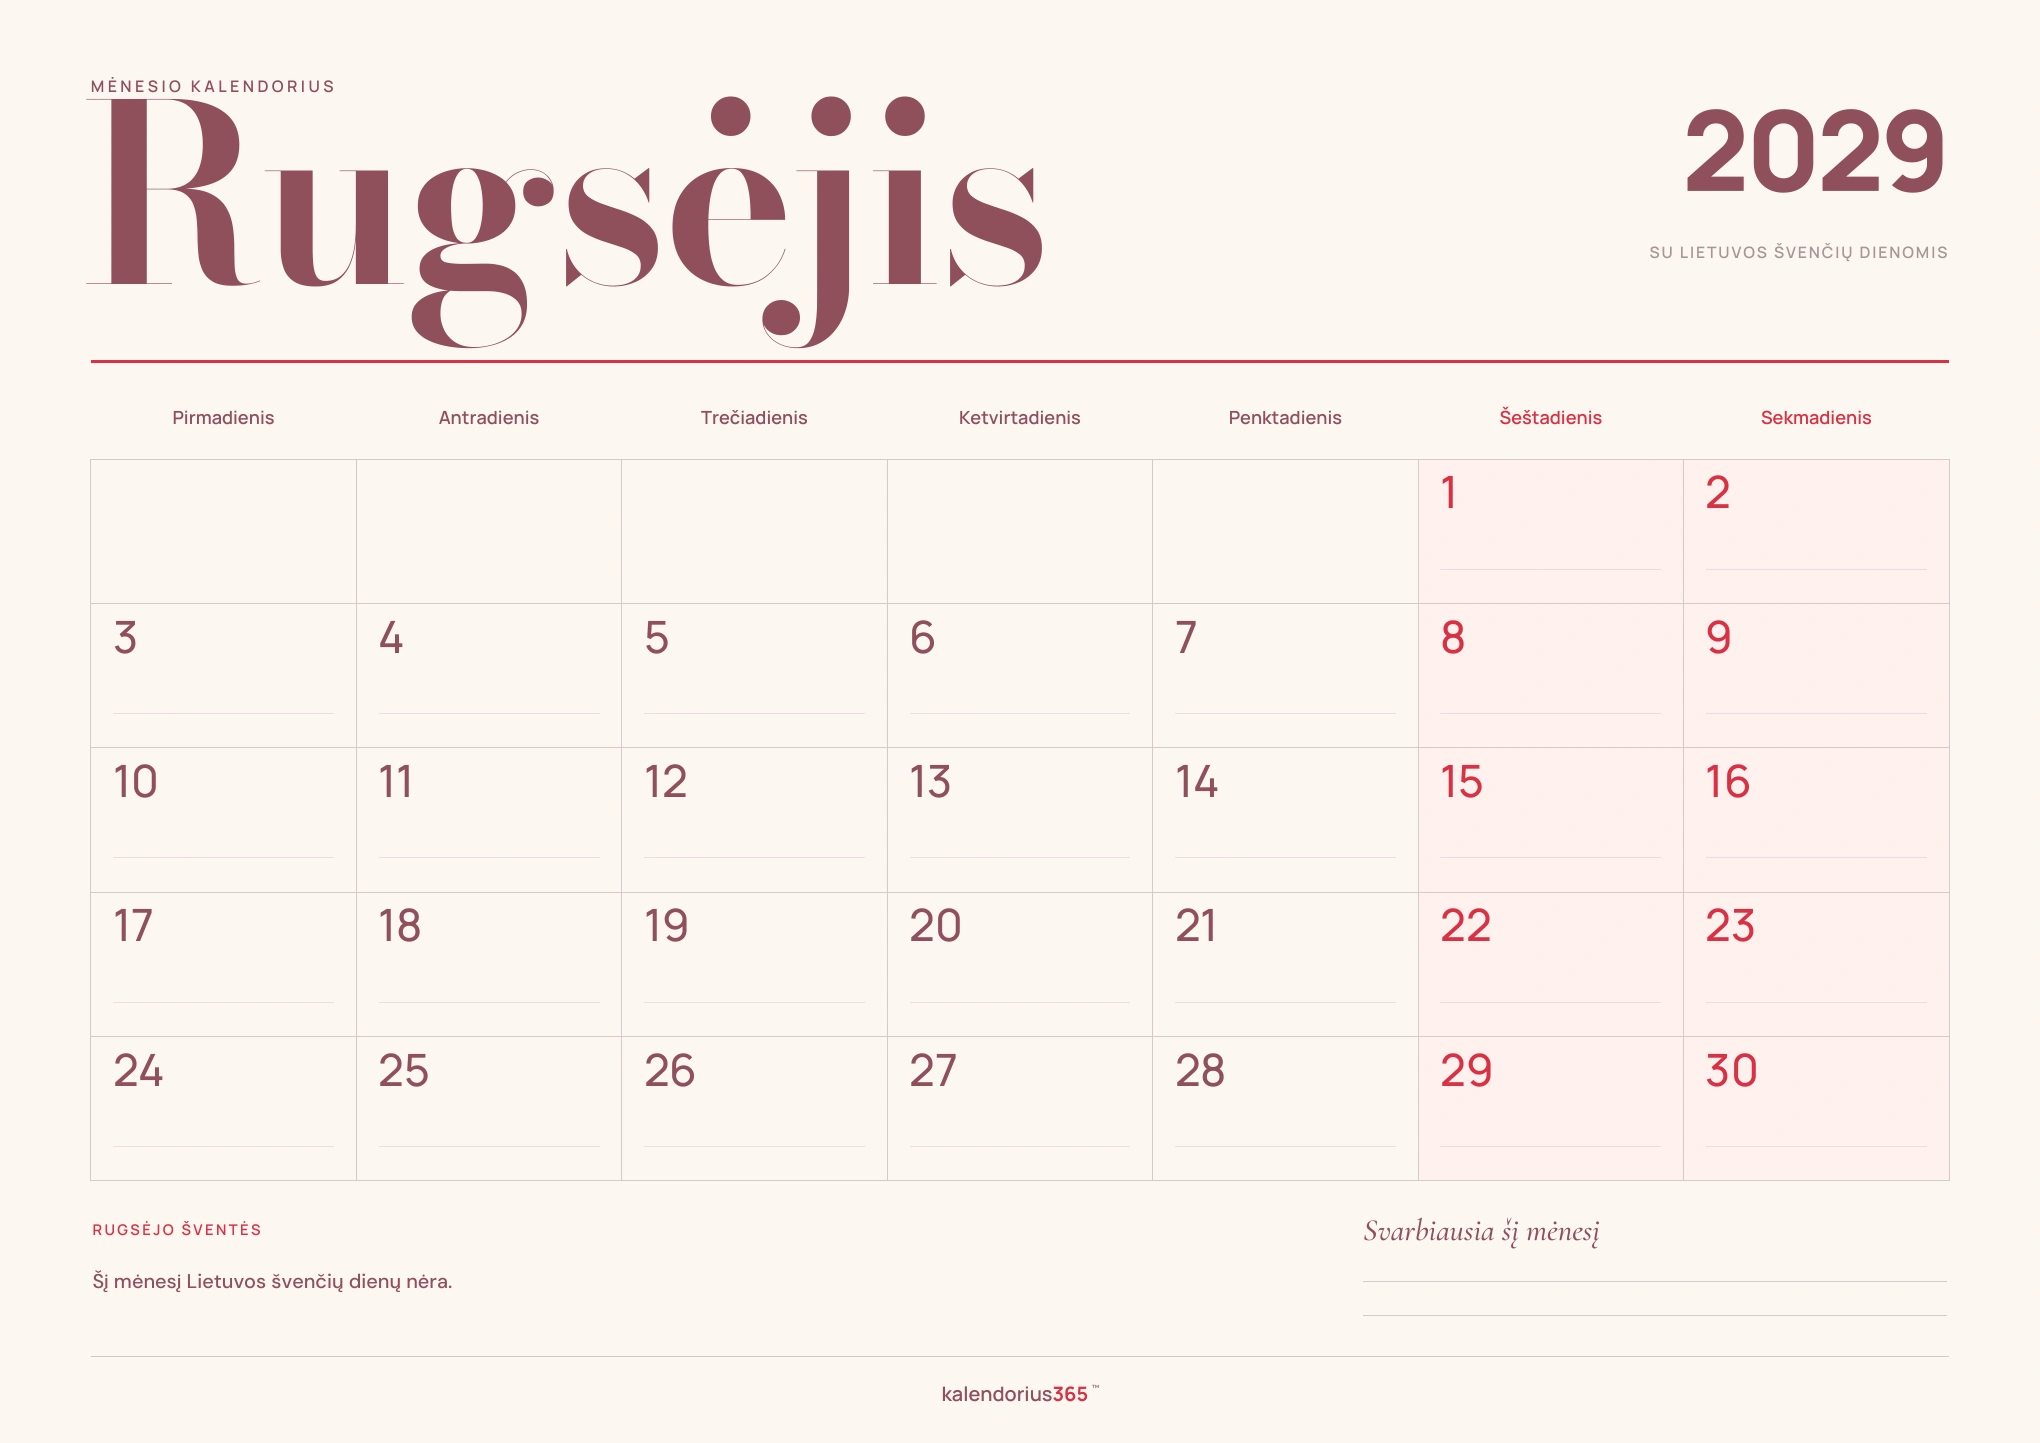 MĖNESIO KALENDORIUS
Rugsėjis
2029
SU LIETUVOS ŠVENČIŲ DIENOMIS
Pirmadienis Antradienis Trečiadienis Ketvirtadienis Penktadienis Šeštadienis Sekmadienis
1 2
3 4 5 6 7 8 9
10 11 12 13 14 15 16
17 18 19 20 21 22 23
24 25 26 27 28 29 30
RUGSĖJO ŠVENTĖS
Šį mėnesį Lietuvos švenčių dienų nėra.
Svarbiausia šį mėnesį
kalendorius365™